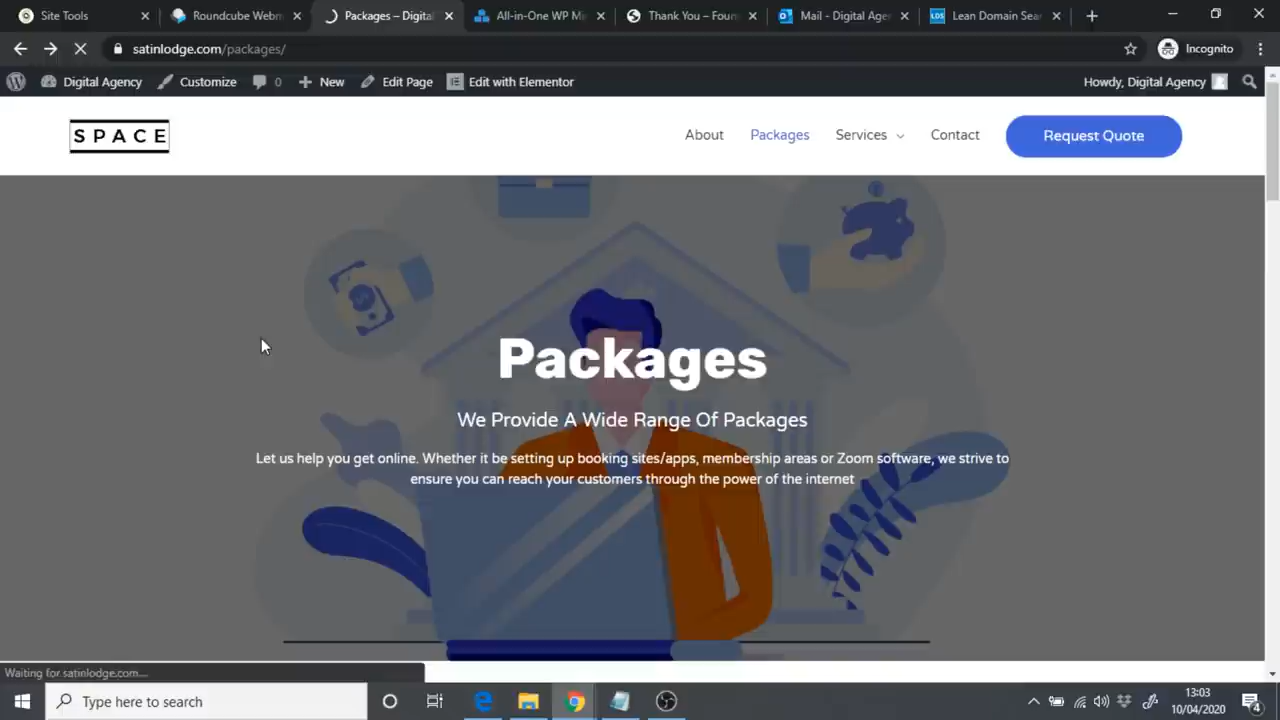 Site Tools
Roundcube Webm
Packages – Digital
All-in-One WP Mi
Thank You – Foun
Mail - Digital Age
Lean Domain Sea
satinlodge.com/packages/
Incognito
Digital Agency
Customize
0
New
Edit Page
Edit with Elementor
Howdy, Digital Agency
SPACE
About
Packages
Services
Contact
Request Quote
Packages
We Provide A Wide Range Of Packages
Let us help you get online. Whether it be setting up booking sites/apps, membership areas or Zoom software, we strive to
ensure you can reach your customers through the power of the internet
Waiting for satinlodge.com...
Type here to search
13:03
10/04/2020
4